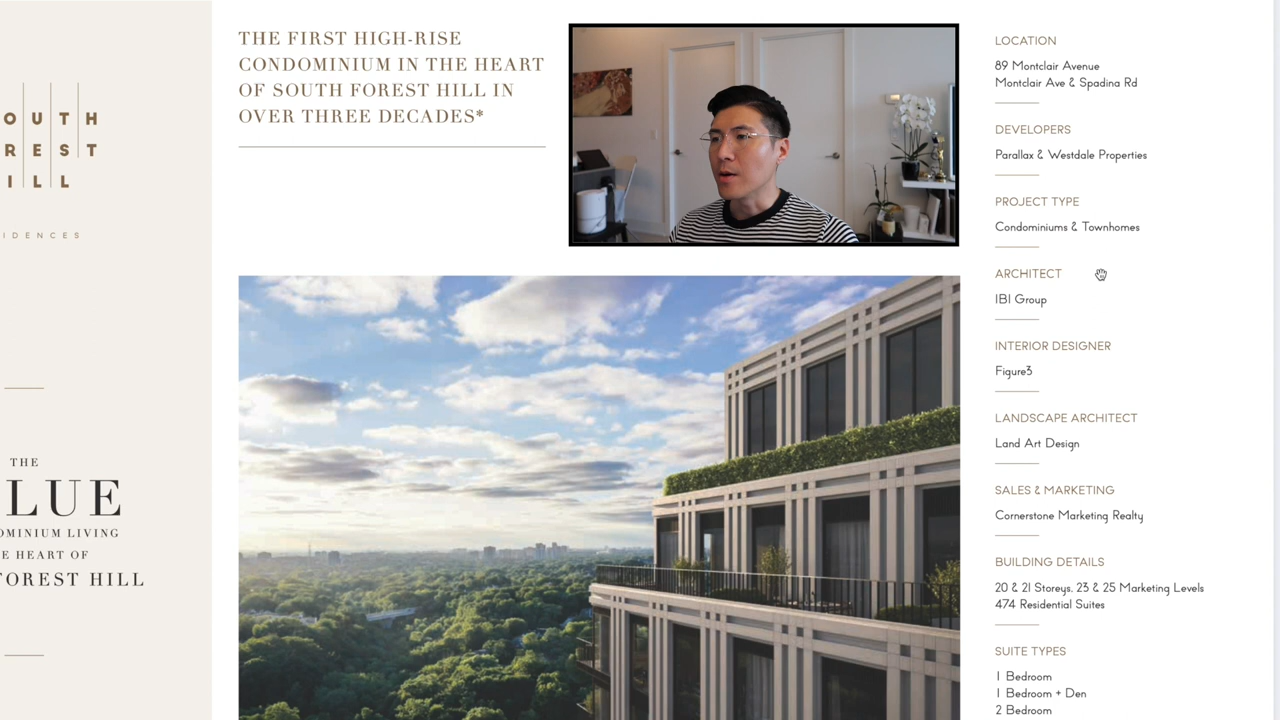 OUTH
REST
ILL
IDENCES
THE
LUE
OMINIUM LIVING
E HEART OF
FOREST HILL
THE FIRST HIGH-RISE
CONDOMINIUM IN THE HEART
OF SOUTH FOREST HILL IN
OVER THREE DECADES*
LOCATION
89 Montclair Avenue
Montclair Ave & Spadina Rd
DEVELOPERS
Parallax & Westdale Properties
PROJECT TYPE
Condominiums & Townhomes
ARCHITECT
IBI Group
INTERIOR DESIGNER
Figure3
LANDSCAPE ARCHITECT
Land Art Design
SALES & MARKETING
Cornerstone Marketing Realty
BUILDING DETAILS
20 & 21 Storeys, 23 & 25 Marketing Levels
474 Residential Suites
SUITE TYPES
1 Bedroom
1 Bedroom + Den
2 Bedroom